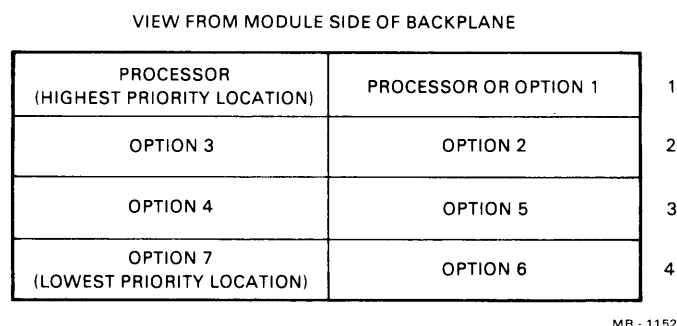 VIEW FROM MODULE SIDE OF BACKPLANE
PROCESSOR
(HIGHEST PRIORITY LOCATION)
PROCESSOR OR OPTION 1
1
OPTION 3
OPTION 2
2
OPTION 4
OPTION 5
3
OPTION 7
(LOWEST PRIORITY LOCATION)
OPTION 6
4
MR - 1152